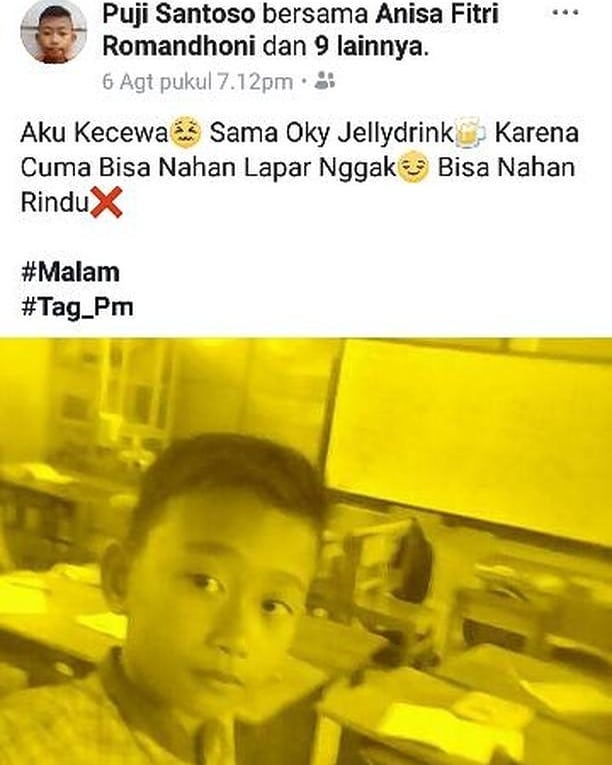 Puji Santoso bersama Anisa Fitri
Romandhoni dan 9 lainnya.
6 Agt pukul 7.12pm ·
Aku Kecewa😖 Sama Oky Jellydrink🍺 Karena
Cuma Bisa Nahan Lapar Nggak😏 Bisa Nahan
Rindu❌
#Malam
#Tag_Pm